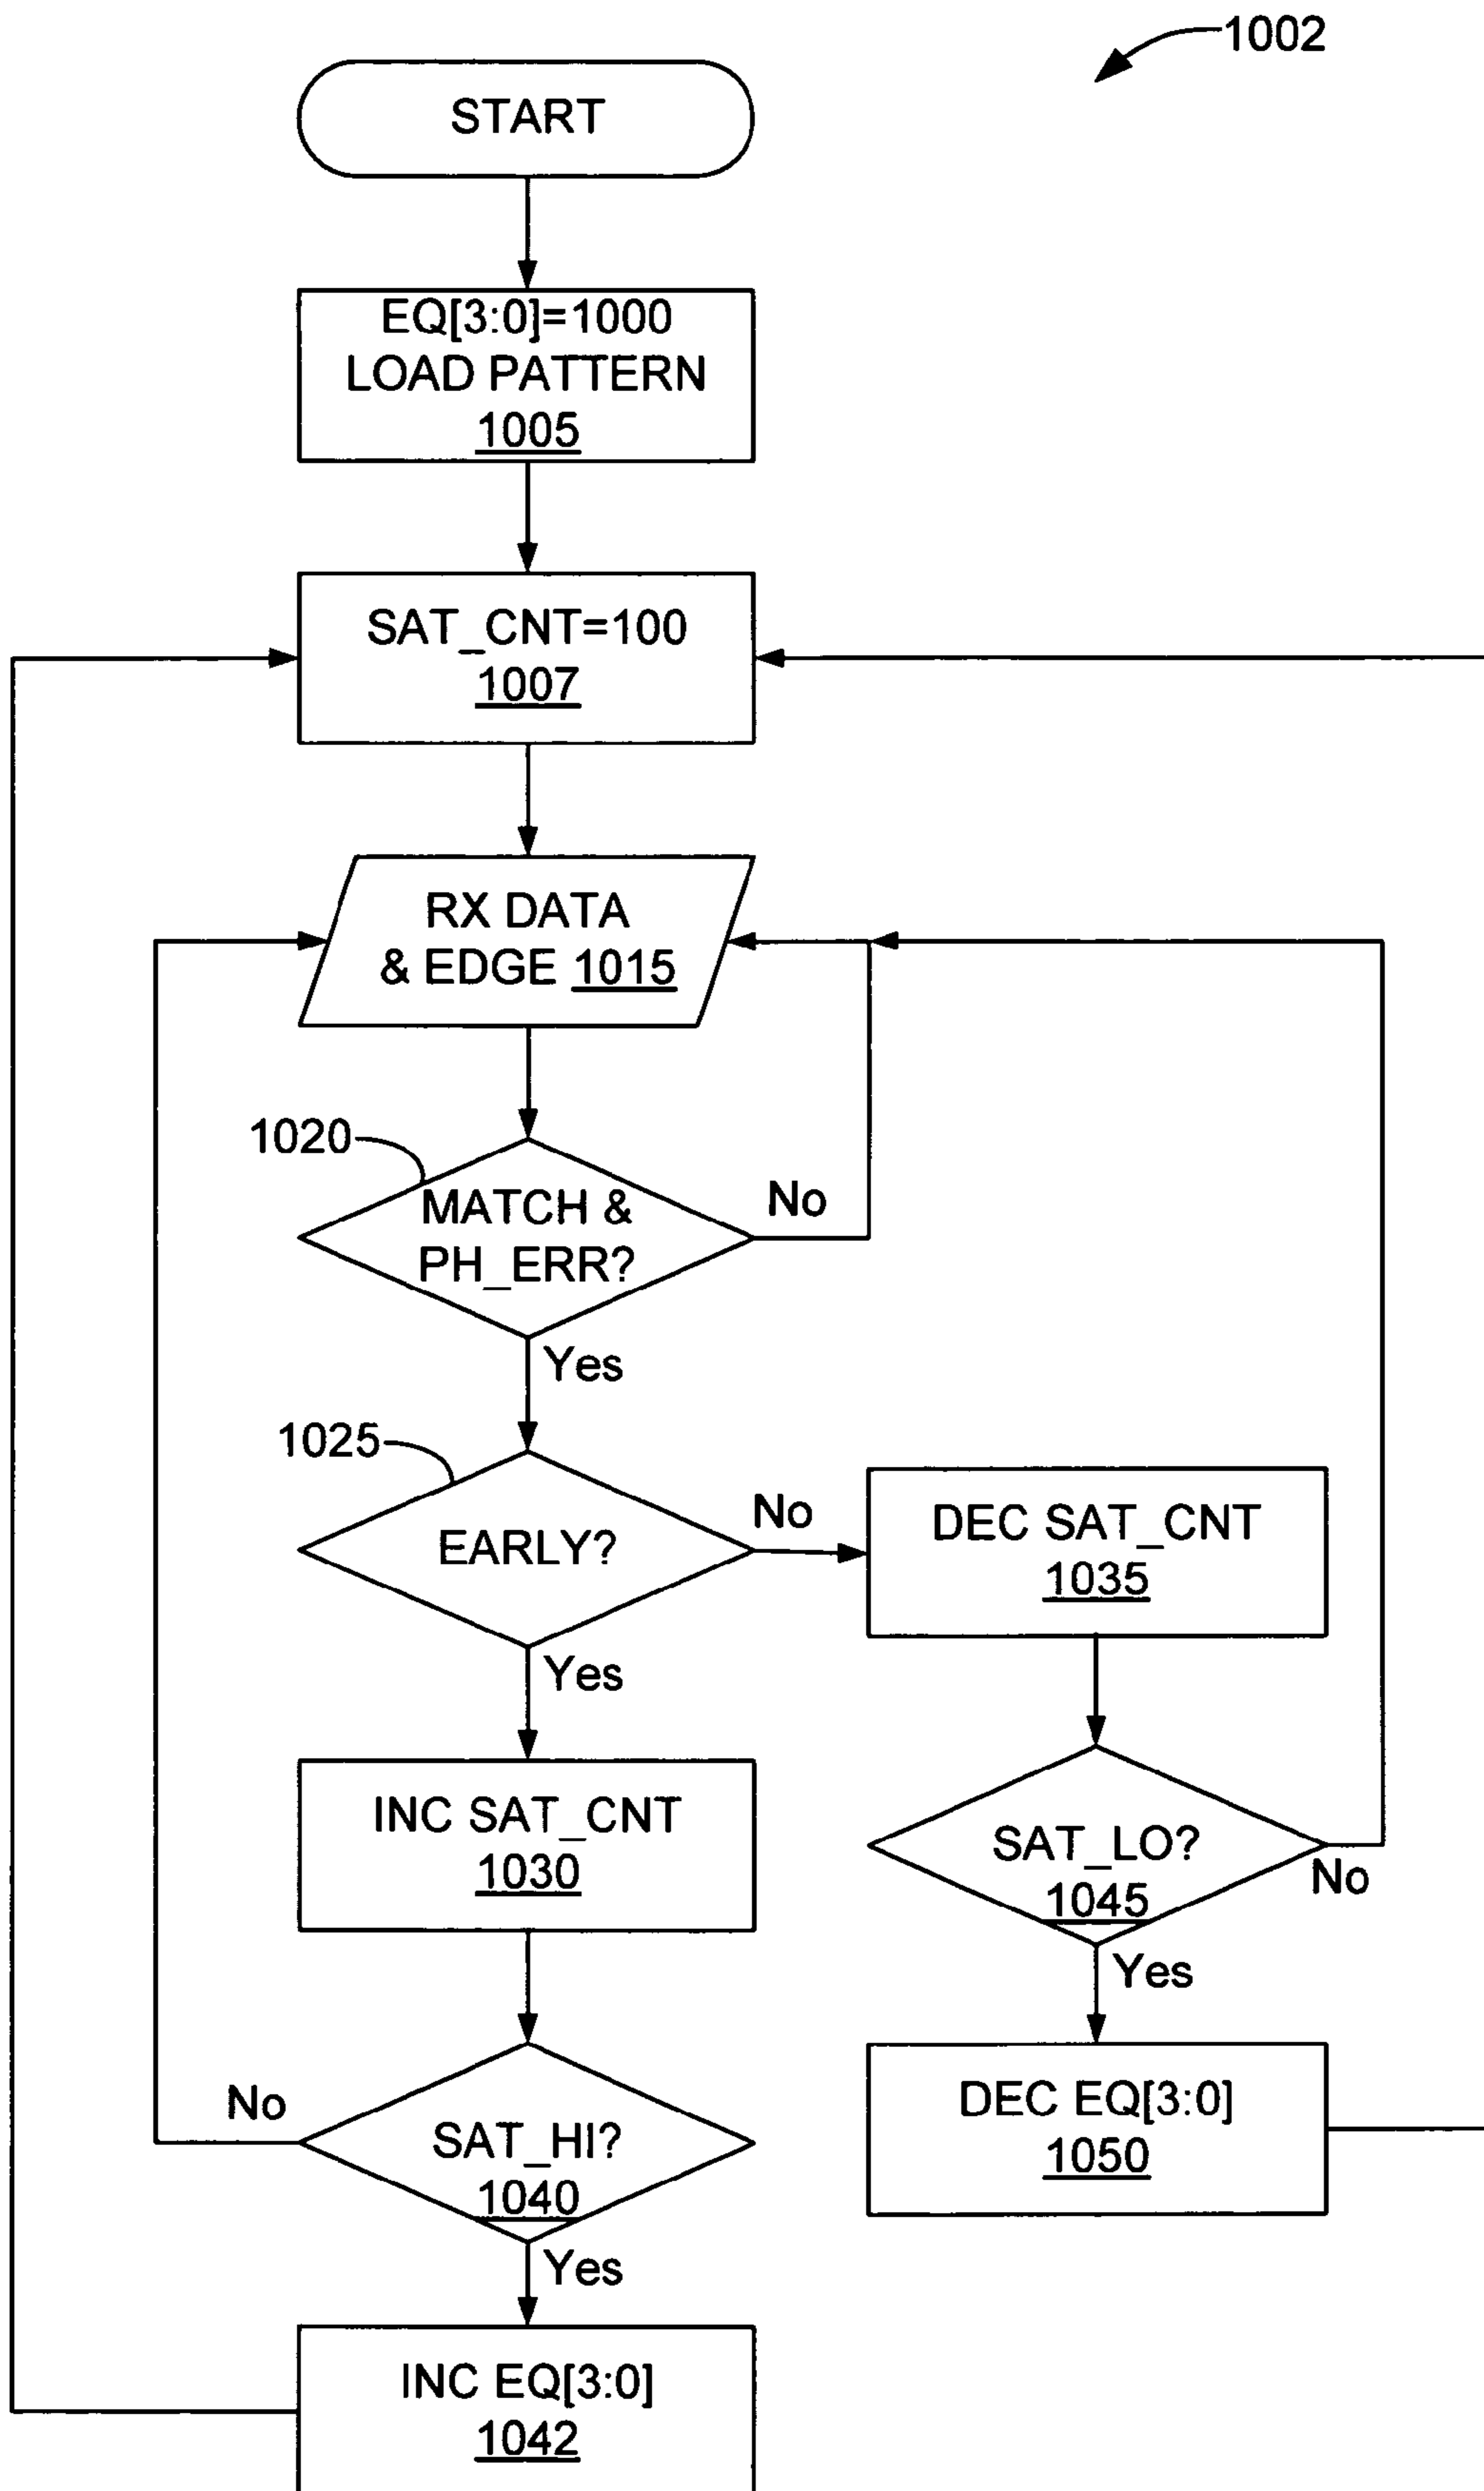 1002
START
EQ[3:0]=1000
LOAD PATTERN
1005
SAT_CNT=100
1007
RX DATA
& EDGE 1015
1020
MATCH &
PH_ERR?
No
Yes
1025
EARLY?
No
Yes
DEC SAT_CNT
1035
INC SAT_CNT
1030
SAT_LO?
1045
No
Yes
SAT_HI?
1040
No
Yes
DEC EQ[3:0]
1050
INC EQ[3:0]
1042